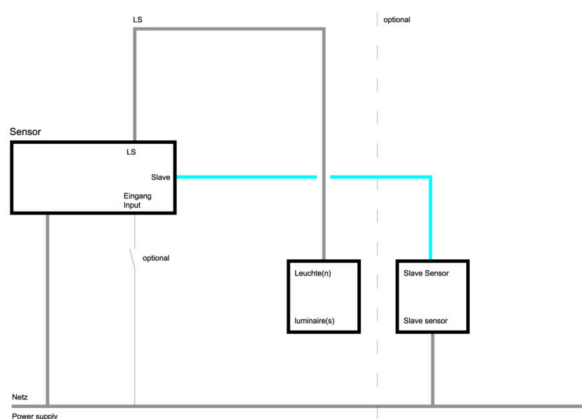 LS
optional
Sensor
LS
Slave
Eingang
Input
optional
Leuchte(n)
luminaire(s)
Slave Sensor
Slave sensor
Netz
Power supply